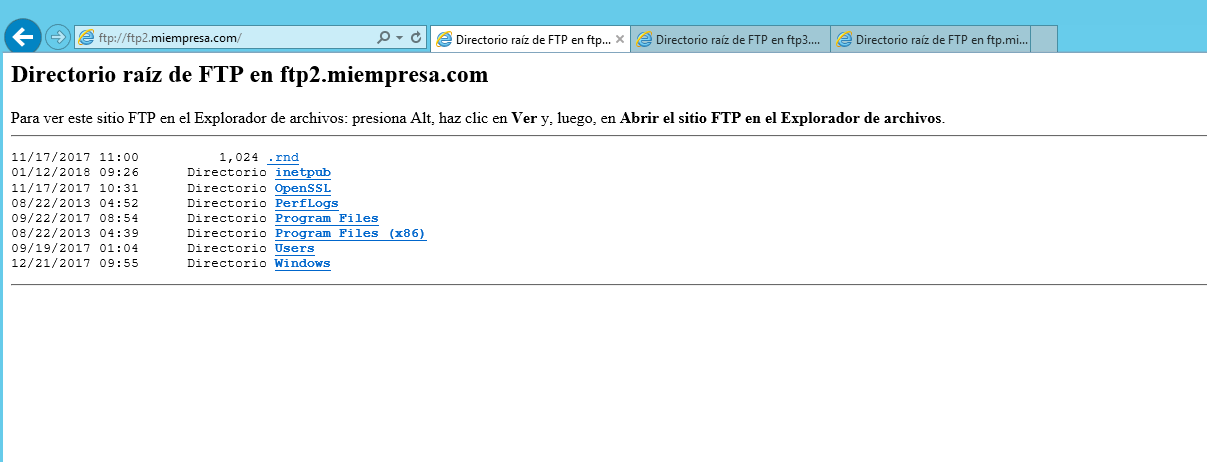 ftp://ftp2.miempresa.com/
Directorio raíz de FTP en ftp...
Directorio raíz de FTP en ftp3....
Directorio raíz de FTP en ftp.mi...
Directorio raíz de FTP en ftp2.miempresa.com
Para ver este sitio FTP en el Explorador de archivos: presiona Alt, haz clic en Ver y, luego, en Abrir el sitio FTP en el Explorador de archivos.
11/17/2017 11:00 1,024 .rnd
01/12/2018 09:26 Directorio inetpub
11/17/2017 10:31 Directorio OpenSSL
08/22/2013 04:52 Directorio PerfLogs
09/22/2017 08:54 Directorio Program Files
08/22/2013 04:39 Directorio Program Files (x86)
09/19/2017 01:04 Directorio Users
12/21/2017 09:55 Directorio Windows